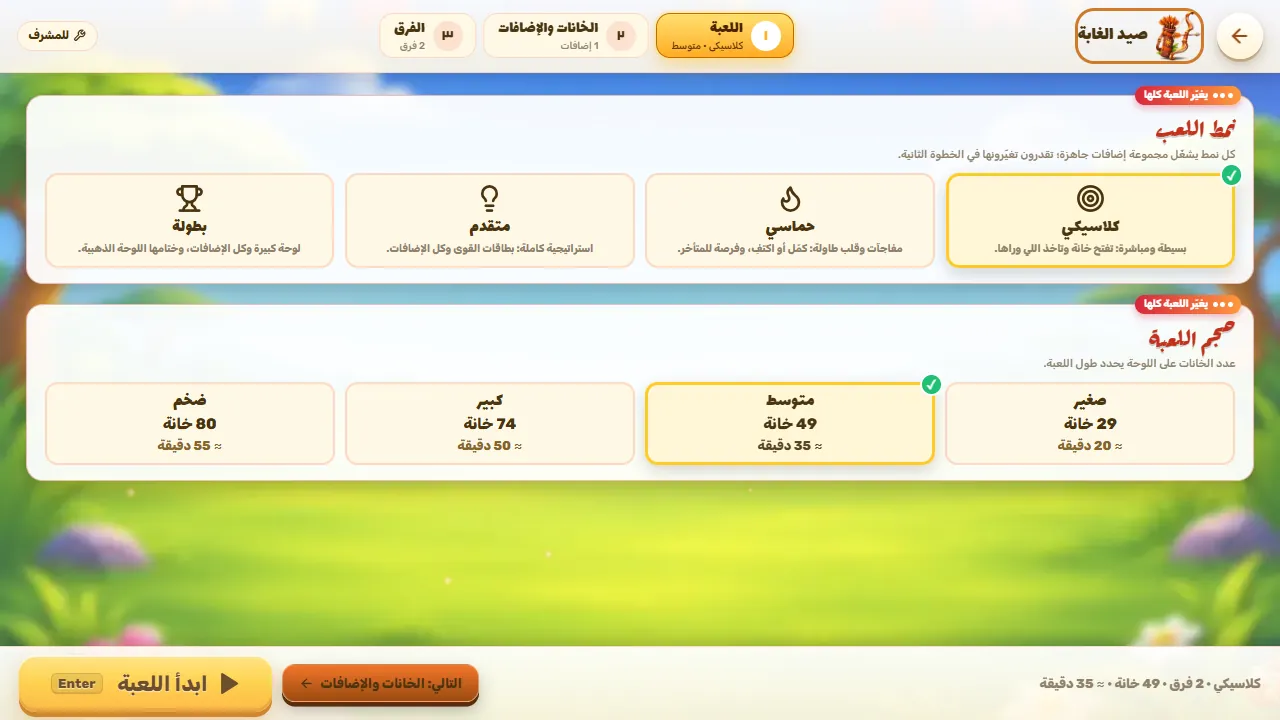 صيد الغابة
١
اللعبة
كلاسيكي • متوسط
٢
الخانات والإضافات
1 إضافات
٣
الفرق
2 فرق
للمشرف
يغيّر اللعبة كلها
نمط اللعب
كل نمط يشغّل مجموعة إضافات جاهزة؛ تقدرون تغيّرونها في الخطوة الثانية.
كلاسيكي
بسيطة ومباشرة: تفتح خانة وتاخذ اللي وراها.
حماسي
مفاجآت وقلب طاولة: كمّل أو اكتف، وفرصة للمتأخر.
متقدم
استراتيجية كاملة: بطاقات القوى وكل الإضافات.
بطولة
لوحة كبيرة وكل الإضافات، وختامها اللوحة الذهبية.
يغيّر اللعبة كلها
حجم اللعبة
عدد الخانات على اللوحة يحدد طول اللعبة.
صغير
29 خانة
≈ 20 دقيقة
متوسط
49 خانة
≈ 35 دقيقة
كبير
74 خانة
≈ 50 دقيقة
ضخم
80 خانة
≈ 55 دقيقة
كلاسيكي • 2 فرق • 49 خانة • ≈ 35 دقيقة
التالي: الخانات والإضافات ←
ابدأ اللعبة Enter